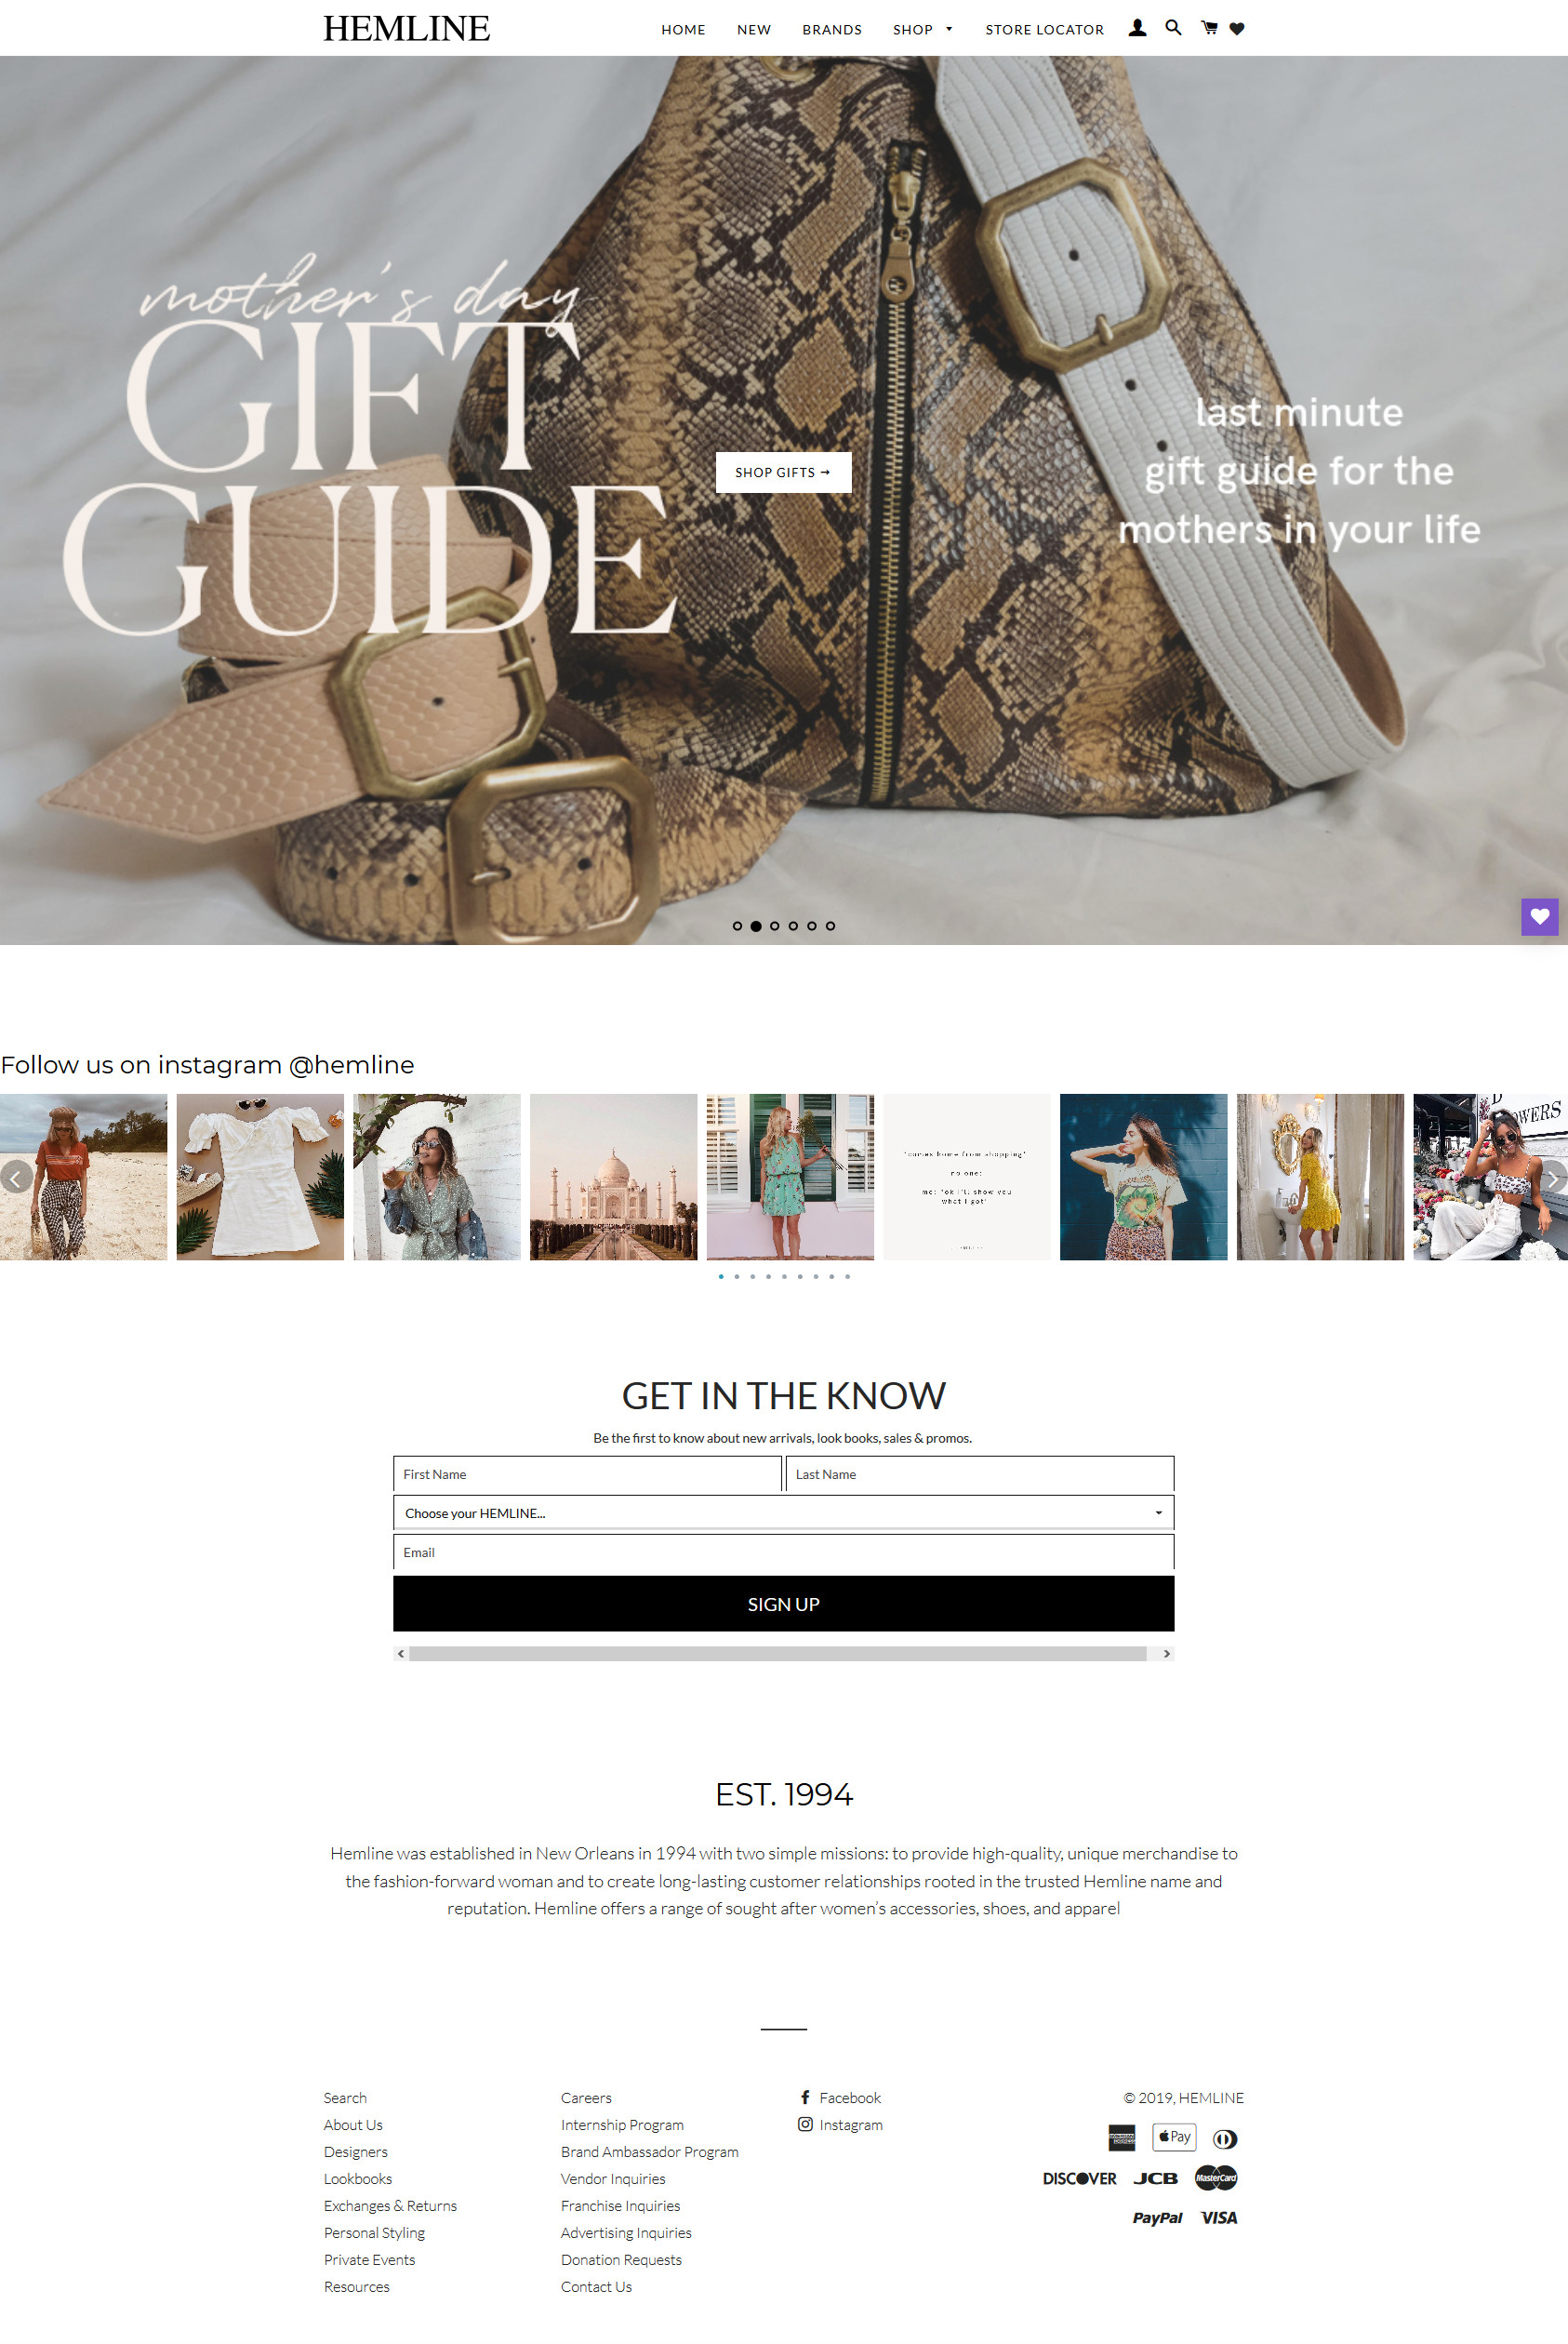 HEMLINE
HOME NEW BRANDS SHOP STORE LOCATOR
mother's day
GIFT
GUIDE
SHOP GIFTS →
last minute
gift guide for the
mothers in your life
Follow us on instagram @hemline
OWERS
*comes home from shopping*
no one:
me: "ok i'll show you
what i got"
GET IN THE KNOW
Be the first to know about new arrivals, look books, sales & promos.
First Name Last Name
Choose your HEMLINE...
Email
SIGN UP
EST. 1994
Hemline was established in New Orleans in 1994 with two simple missions: to provide high-quality, unique merchandise to
the fashion-forward woman and to create long-lasting customer relationships rooted in the trusted Hemline name and
reputation. Hemline offers a range of sought after women’s accessories, shoes, and apparel
Search
About Us
Designers
Lookbooks
Exchanges & Returns
Personal Styling
Private Events
Resources
Careers
Internship Program
Brand Ambassador Program
Vendor Inquiries
Franchise Inquiries
Advertising Inquiries
Donation Requests
Contact Us
Facebook
Instagram
© 2019, HEMLINE
AMERICAN EXPRESS Pay
DISCOVER JCB MasterCard
PayPal VISA